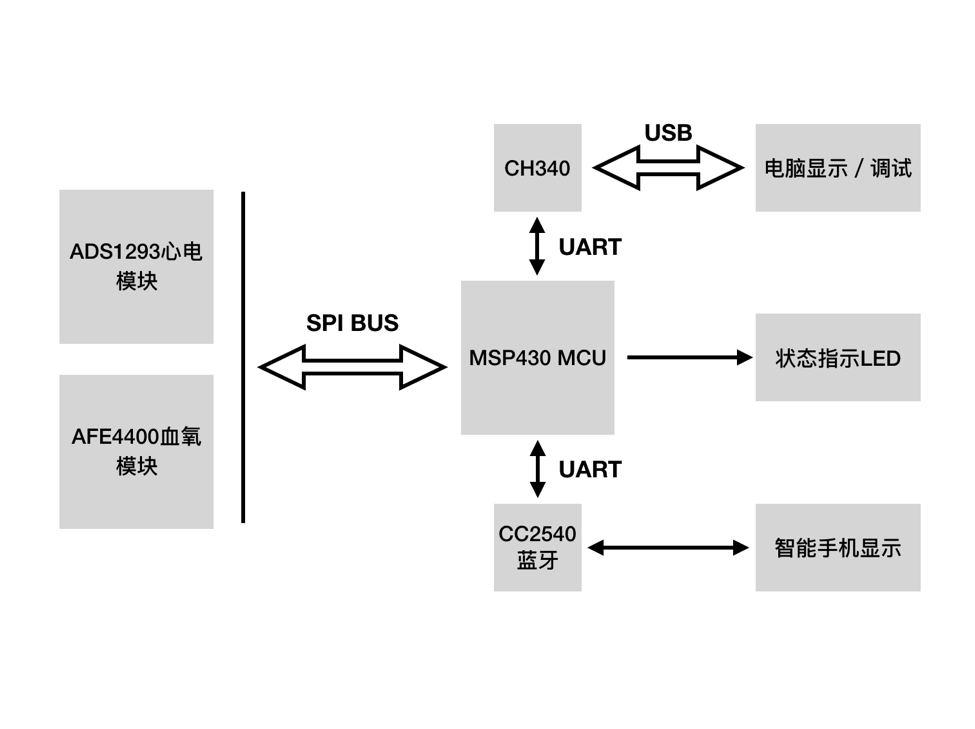 USB
CH340
电脑显示 / 调试
UART
ADS1293心电
模块
SPI BUS
MSP430 MCU
状态指示LED
AFE4400血氧
模块
UART
CC2540
蓝牙
智能手机显示